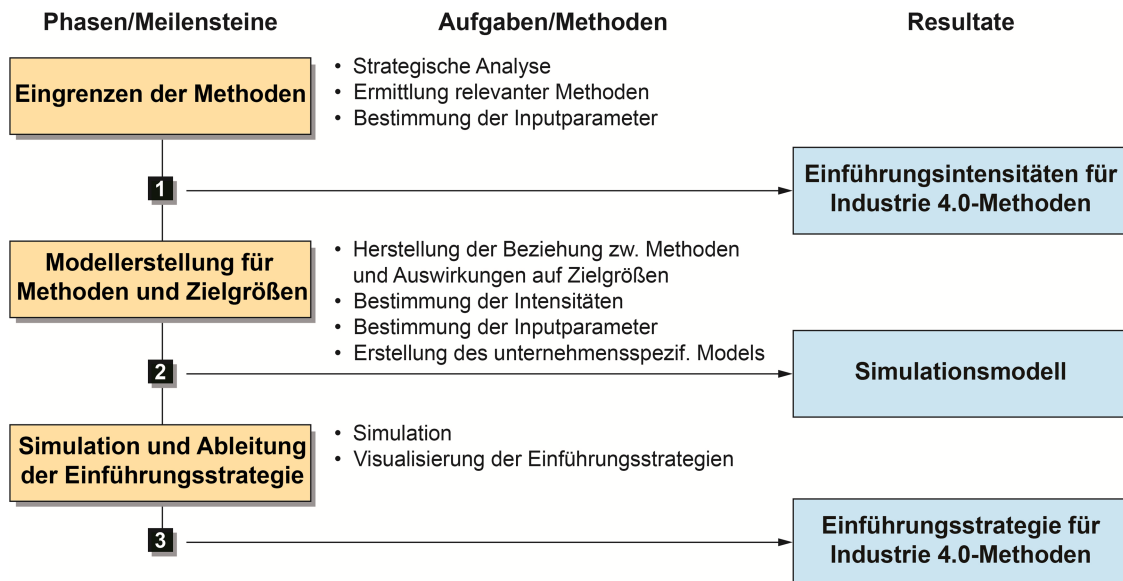 Phasen/Meilensteine
Aufgaben/Methoden
Resultate
Eingrenzen der Methoden
• Strategische Analyse
• Ermittlung relevanter Methoden
• Bestimmung der Inputparameter
1
Einführungsintensitäten für
Industrie 4.0-Methoden
Modellerstellung für
Methoden und Zielgrößen
• Herstellung der Beziehung zw. Methoden
und Auswirkungen auf Zielgrößen
• Bestimmung der Intensitäten
• Bestimmung der Inputparameter
• Erstellung des unternehmensspezif. Models
2
Simulationsmodell
Simulation und Ableitung
der Einführungsstrategie
• Simulation
• Visualisierung der Einführungsstrategien
3
Einführungsstrategie für
Industrie 4.0-Methoden